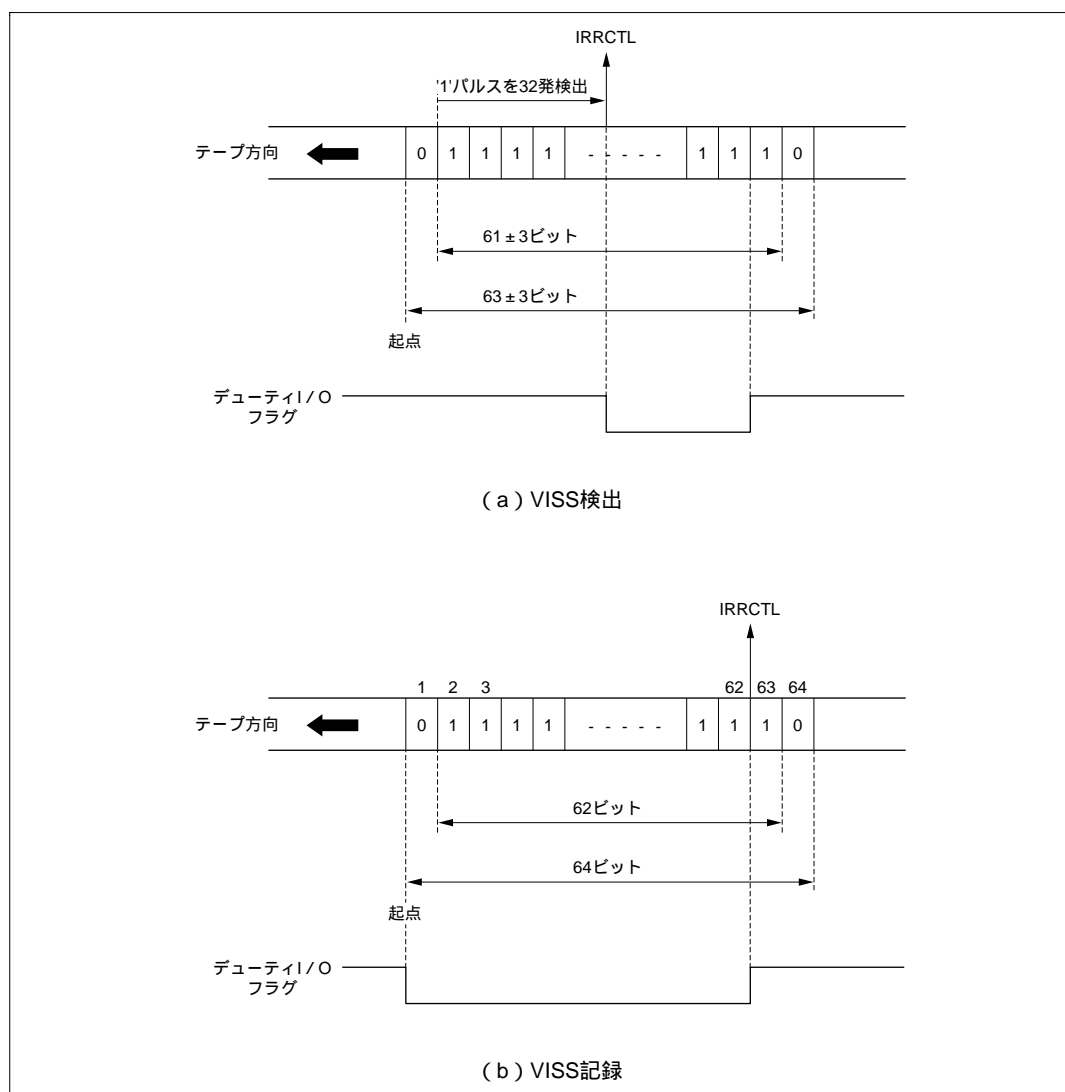 IRRCTL
'1'パルスを32発検出
テープ方向 0 1 1 1 1 - - - - - 1 1 1 0
61±3ビット
63±3ビット
起点
デューティI/O
フラグ
(a)VISS検出
IRRCTL
1 2 3 62 63 64
テープ方向 0 1 1 1 1 - - - - - 1 1 1 0
62ビット
64ビット
起点
デューティI/O
フラグ
(b)VISS記録